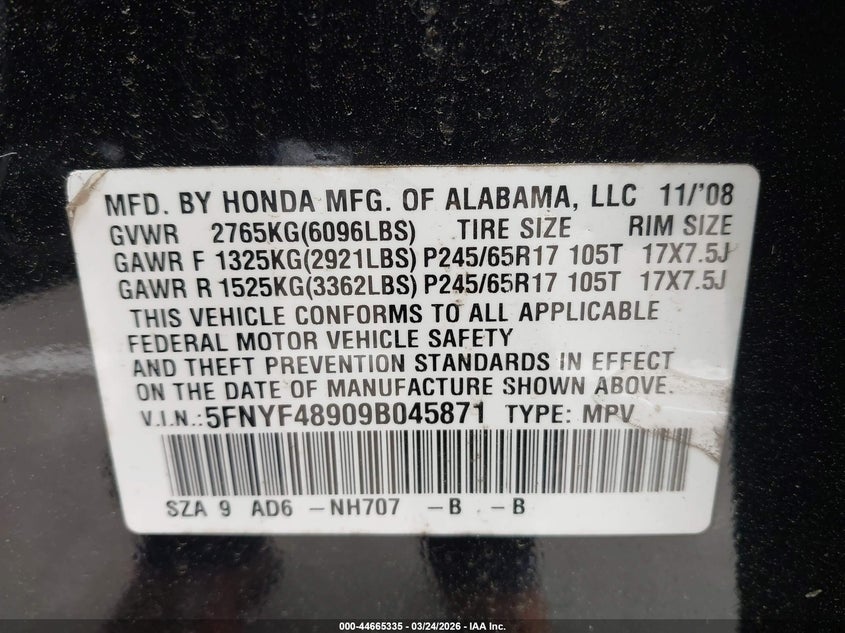 MFD. BY HONDA MFG. OF ALABAMA, LLC 11/'08
GVWR 2765KG(6096LBS) TIRE SIZE RIM SIZE
GAWR F 1325KG(2921LBS) P245/65R17 105T 17X7.5J
GAWR R 1525KG(3362LBS) P245/65R17 105T 17X7.5J
THIS VEHICLE CONFORMS TO ALL APPLICABLE
FEDERAL MOTOR VEHICLE SAFETY
AND THEFT PREVENTION STANDARDS IN EFFECT
ON THE DATE OF MANUFACTURE SHOWN ABOVE.
V.I.N.:5FNYF48909B045871 TYPE: MPV
SZA 9 AD6 -NH707 -B -B
000-44665335 - 03/24/2026 - IAA Inc.